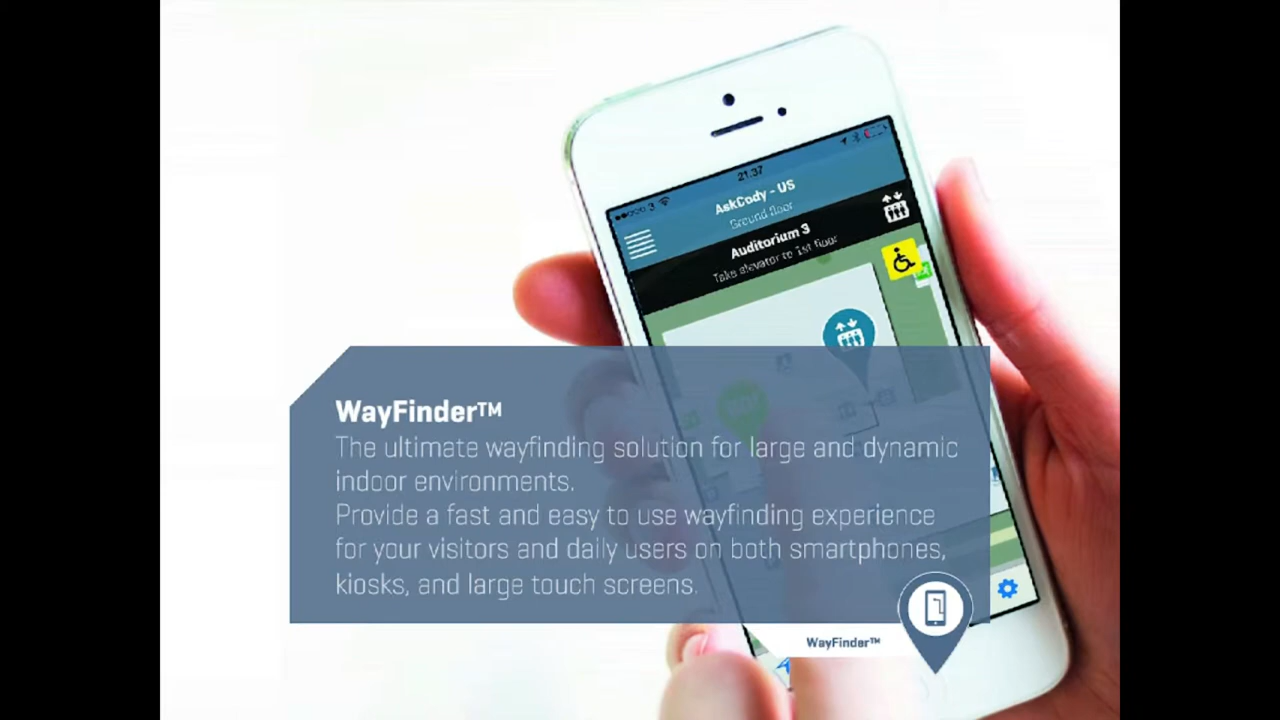 21.37
AskCody - US
Ground floor
Auditorium 3
Take elevator to 1st floor
WayFinder™
The ultimate wayfinding solution for large and dynamic
indoor environments.
Provide a fast and easy to use wayfinding experience
for your visitors and daily users on both smartphones,
kiosks, and large touch screens.
WayFinder™